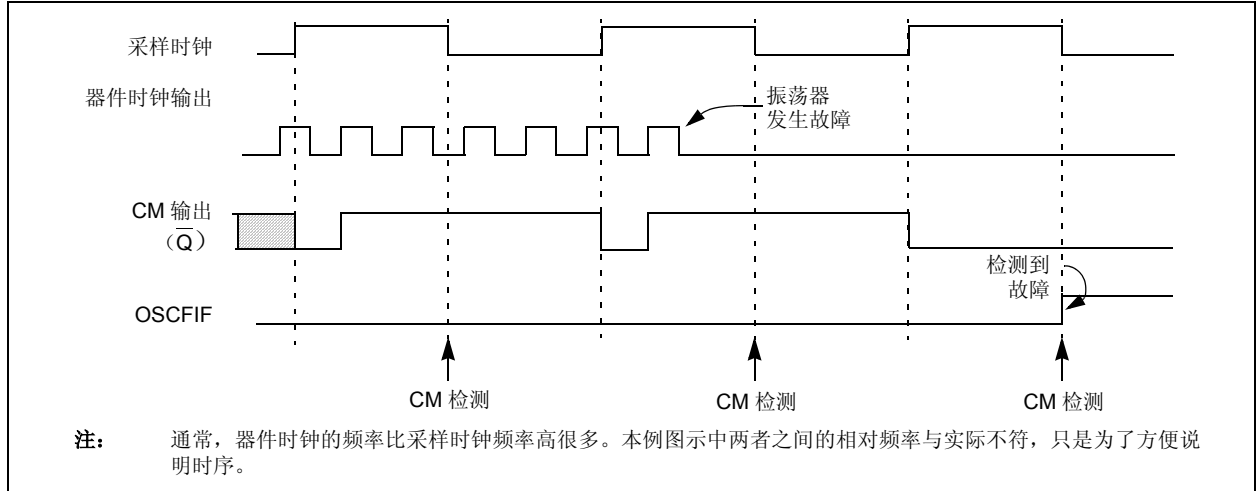 采样时钟
器件时钟输出
振荡器
发生故障
CM 输出
（Q）
检测到
故障
OSCFIF
CM 检测
CM 检测
CM 检测
注： 通常，器件时钟的频率比采样时钟频率高很多。本例图示中两者之间的相对频率与实际不符，只是为了方便说
明时序。